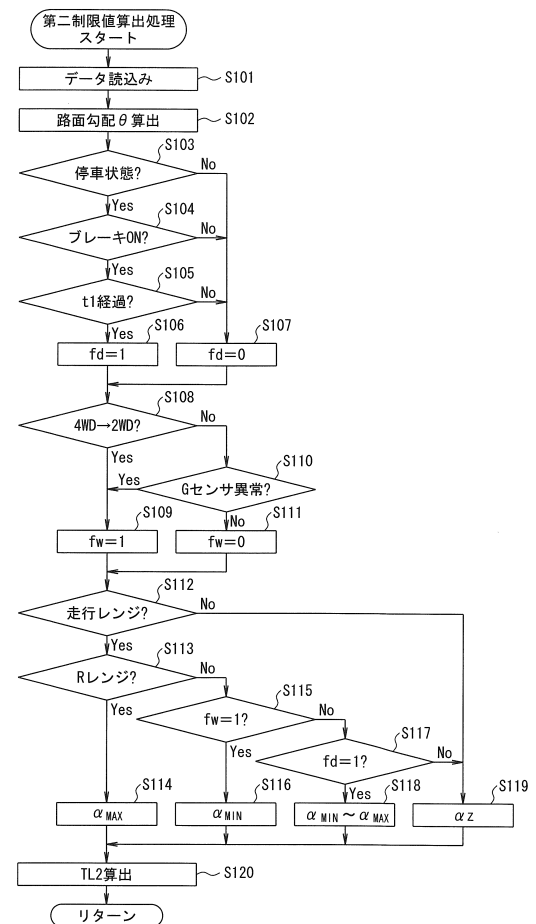 第二制限値算出処理
スタート
データ読込み
S101
路面勾配θ算出
S102
S103
停車状態?
No
Yes
S104
ブレーキON?
No
Yes
S105
t1経過?
No
Yes
S106
S107
fd=1
fd=0
S108
4WD→2WD?
No
Yes
S110
Yes
Gセンサ異常?
S109
No
S111
fw=1
fw=0
S112
走行レンジ?
No
Yes
S113
Rレンジ?
No
Yes
S115
fw=1?
No
Yes
S117
fd=1?
No
Yes
S114
S116
S118
S119
αMAX
αMIN
αMIN～αMAX
αZ
TL2算出
S120
リターン